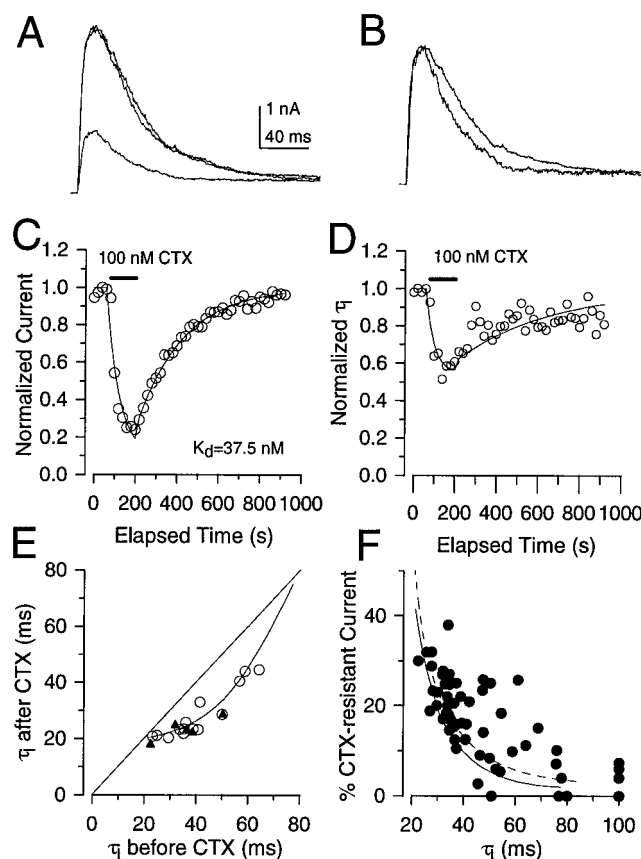 A
B
1 nA
40 ms
C
D
100 nM CTX
100 nM CTX
Normalized Current
1.2
1.0
0.8
0.6
0.4
0.2
0.0
K_d=37.5 nM
0 200 400 600 800 1000
Elapsed Time (s)
Normalized τ_i
1.2
1.0
0.8
0.6
0.4
0.2
0.0
0 200 400 600 800 1000
Elapsed Time (s)
E
F
τ_i after CTX (ms)
80
60
40
20
0
0 20 40 60 80
τ_i before CTX (ms)
% CTX-resistant Current
40
20
0
20 40 60 80 100
τ_i (ms)